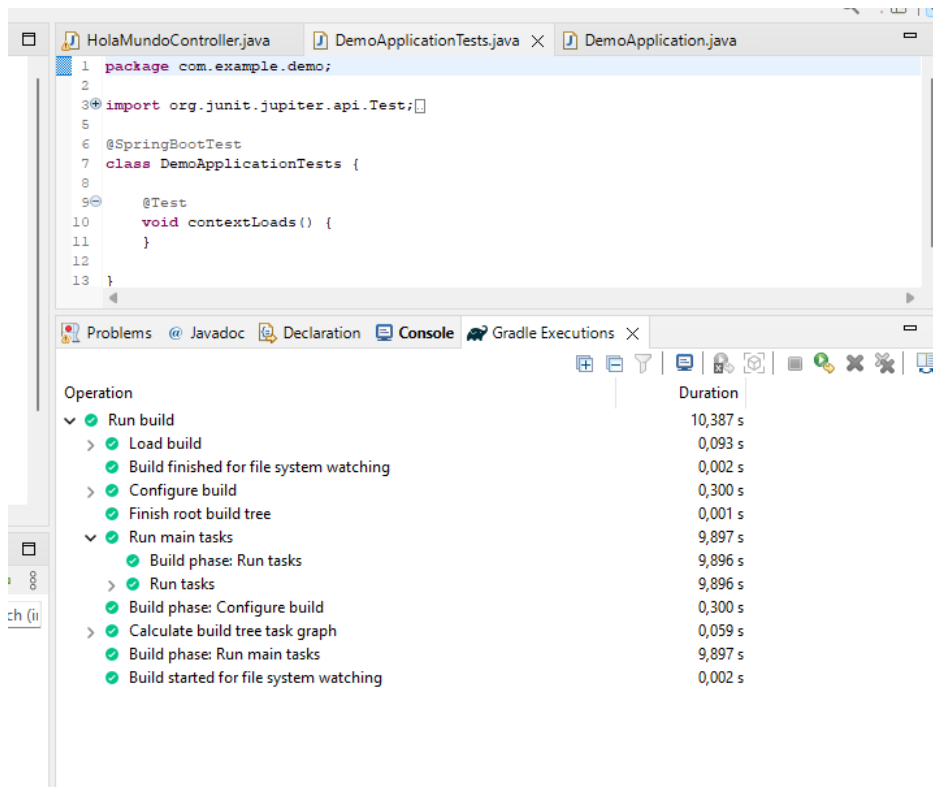 HolaMundoController.java DemoApplicationTests.java DemoApplication.java
1 package com.example.demo;
2
3 import org.junit.jupiter.api.Test;
5
6 @SpringBootTest
7 class DemoApplicationTests {
8
9 @Test
10 void contextLoads() {
11 }
12
13 }
Problems @ Javadoc Declaration Console Gradle Executions
Operation Duration
Run build 10,387 s
Load build 0,093 s
Build finished for file system watching 0,002 s
Configure build 0,300 s
Finish root build tree 0,001 s
Run main tasks 9,897 s
Build phase: Run tasks 9,896 s
Run tasks 9,896 s
Build phase: Configure build 0,300 s
Calculate build tree task graph 0,059 s
Build phase: Run main tasks 9,897 s
Build started for file system watching 0,002 s